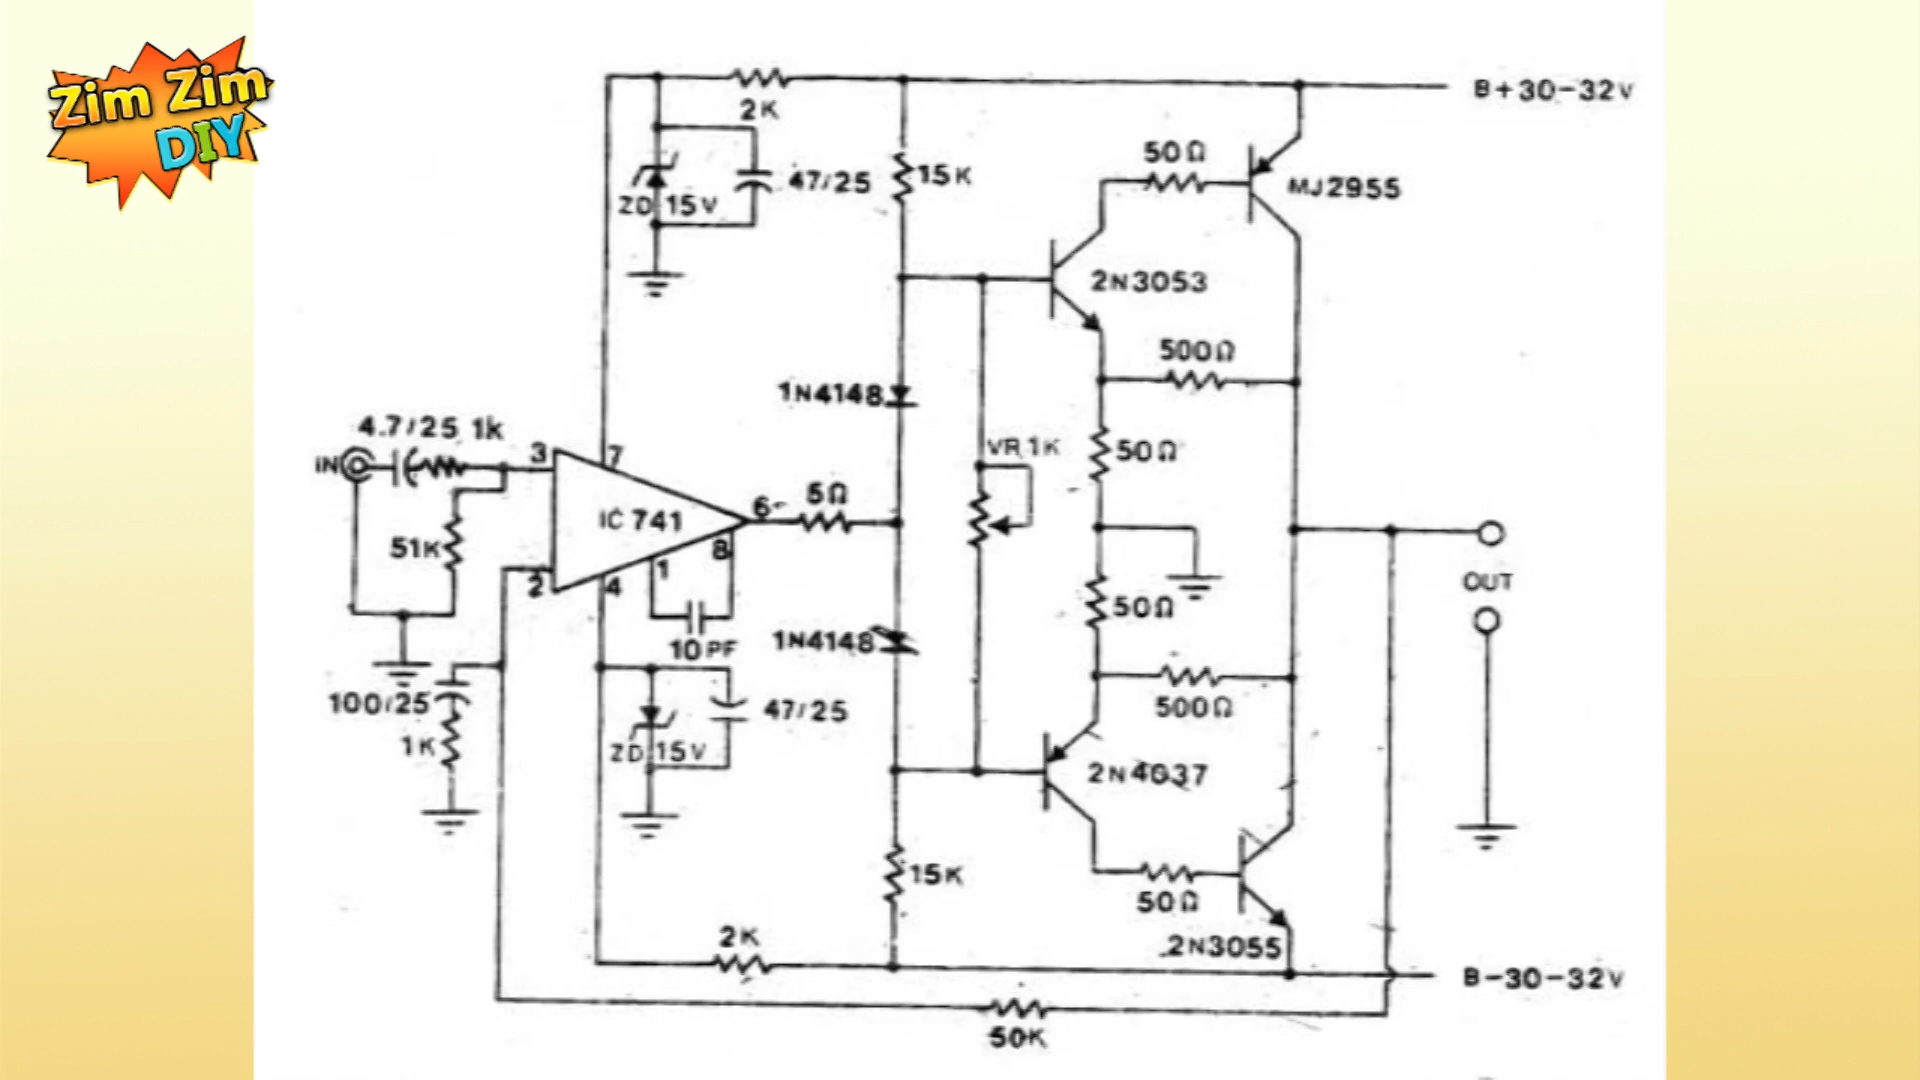 Zim Zim
DIY
B+30-32V
2K
50Ω
15K
47/25
ZD 15V
MJ2955
2N3053
500Ω
1N4148
4.7/25 1k
VR 1K
IN
3
7
50Ω
6
5Ω
IC 741
51K
8
2
4
1
OUT
50Ω
10PF
1N4148
100/25
47/25
500Ω
1K
ZD 15V
2N4037
15K
50Ω
2K
2N3055
B-30-32V
50K